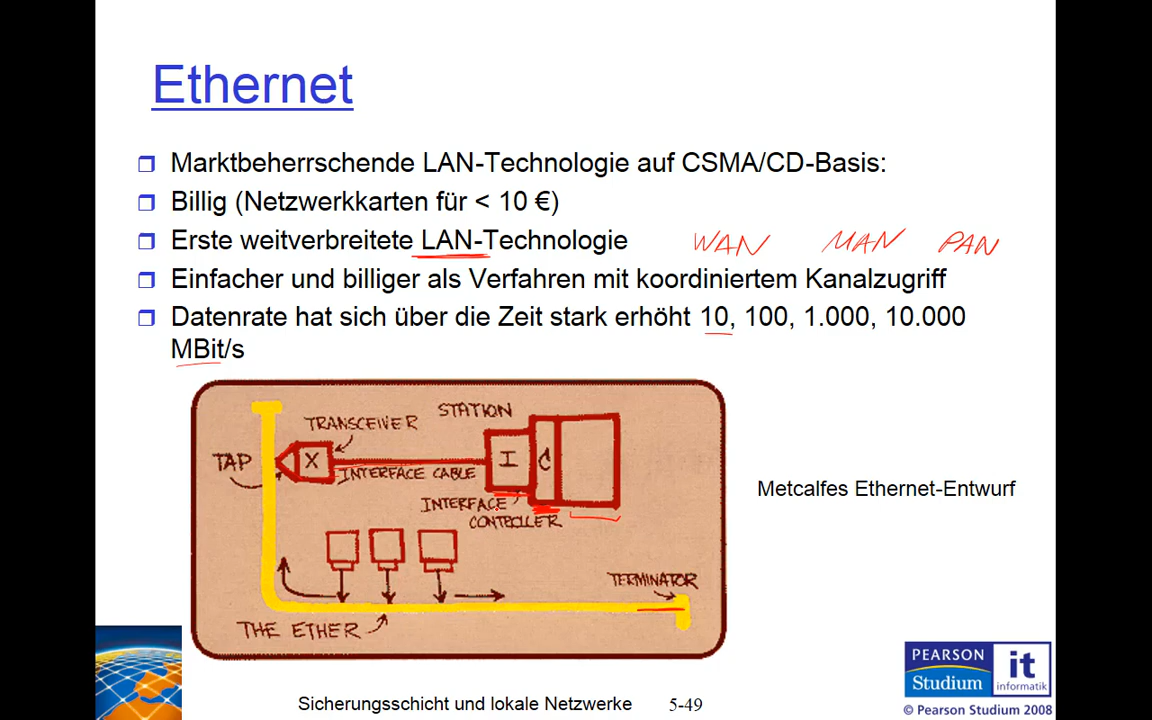 Ethernet
Marktbeherrschende LAN-Technologie auf CSMA/CD-Basis:
Billig (Netzwerkkarten für < 10 €)
Erste weitverbreitete LAN-Technologie WAN MAN PAN
Einfacher und billiger als Verfahren mit koordiniertem Kanalzugriff
Datenrate hat sich über die Zeit stark erhöht 10, 100, 1.000, 10.000
MBit/s
STATION
TRANSCEIVER
TAP X I C
INTERFACE CABLE
INTERFACE
CONTROLLER
Metcalfes Ethernet-Entwurf
TERMINATOR
THE ETHER
PEARSON
Studium
it
informatik
Sicherungsschicht und lokale Netzwerke 5-49
© Pearson Studium 2008